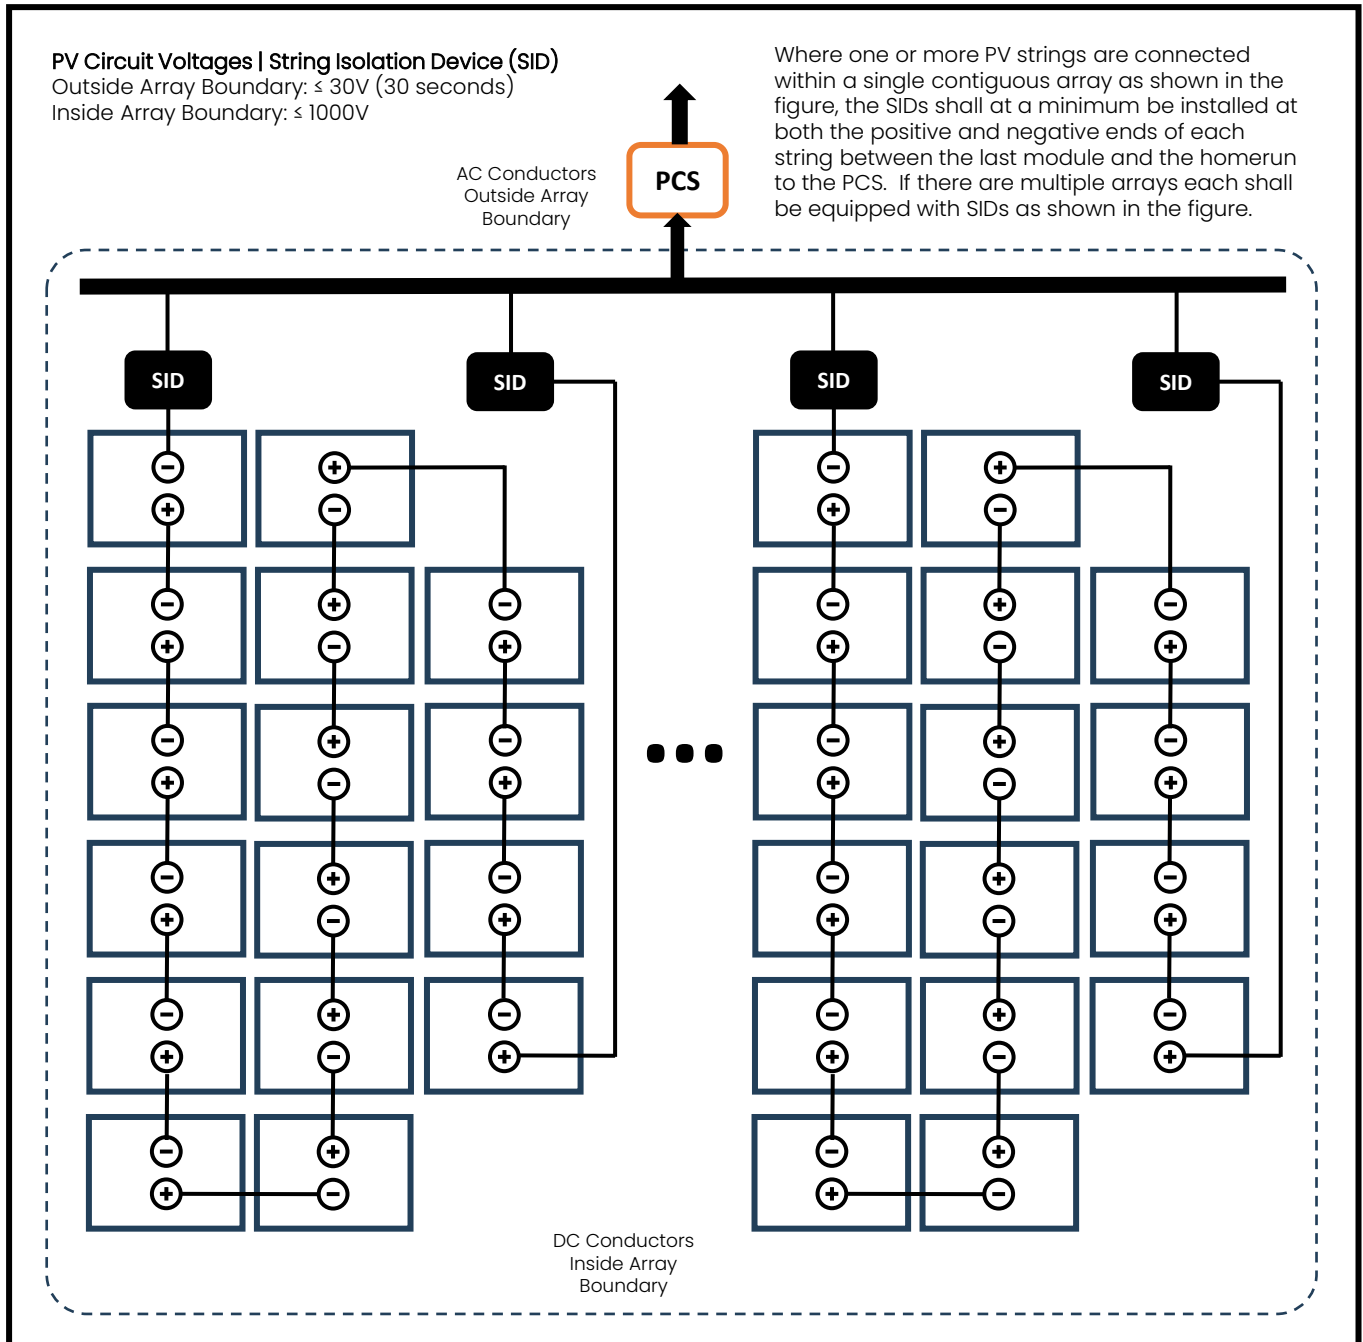 PV Circuit Voltages | String Isolation Device (SID)
Outside Array Boundary: ≤ 30V (30 seconds)
Inside Array Boundary: ≤ 1000V
Where one or more PV strings are connected
within a single contiguous array as shown in the
figure, the SIDs shall at a minimum be installed at
both the positive and negative ends of each
string between the last module and the homerun
to the PCS. If there are multiple arrays each shall
be equipped with SIDs as shown in the figure.
AC Conductors
Outside Array
Boundary
PCS
SID
SID
SID
SID
DC Conductors
Inside Array
Boundary